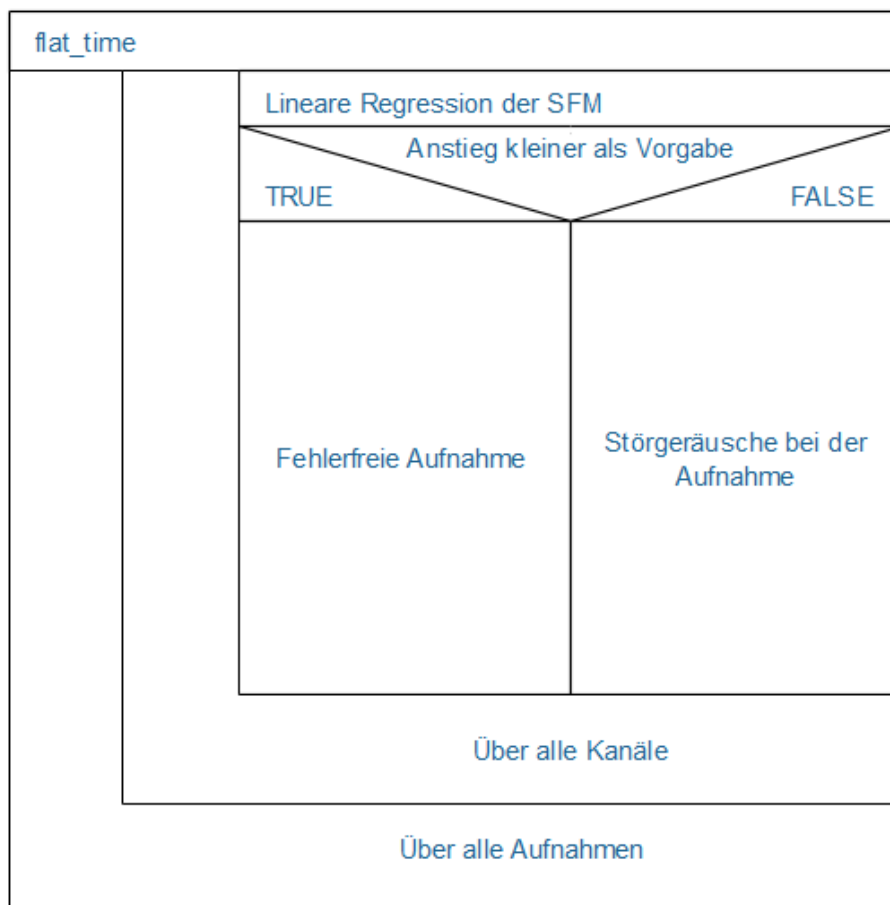 flat_time
Lineare Regression der SFM
Anstieg kleiner als Vorgabe
TRUE
FALSE
Fehlerfreie Aufnahme
Störgeräusche bei der
Aufnahme
Über alle Kanäle
Über alle Aufnahmen